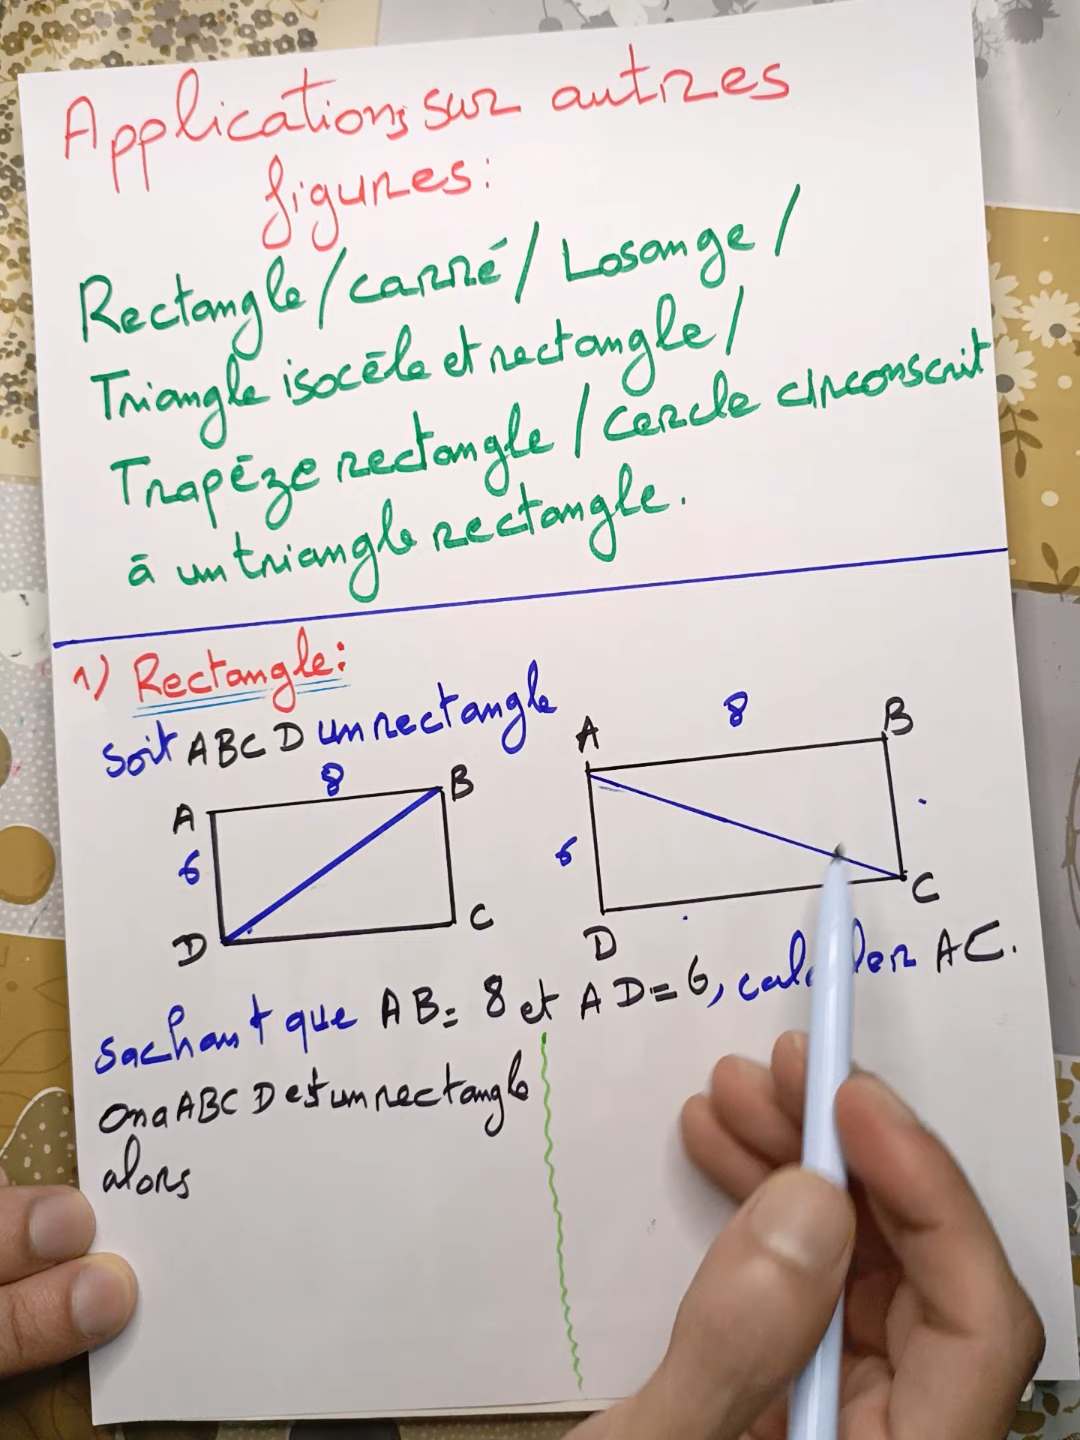 Applications sur autres
figures:
Rectangle/carré/Losange/
Triangle isocèle et rectangle/
Trapèze rectangle/cercle circonscrit
à un triangle rectangle.
1) Rectangle:
soit ABCD un rectangle
8
A
B
6
D
C
8
A
B
6
D
C
sachant que AB= 8 et AD=6, calculer AC.
on a ABCD est un rectangle
alors